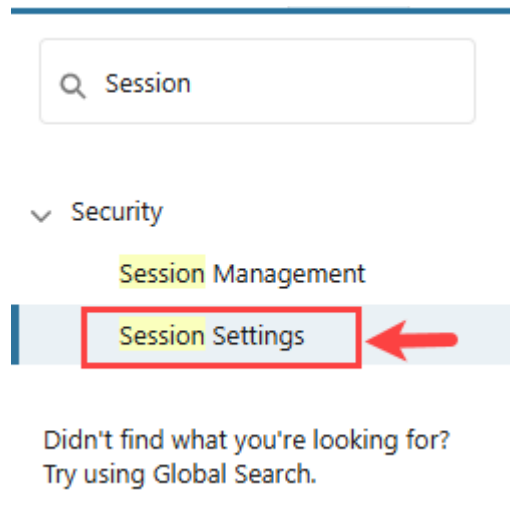 Session
Security
Session Management
Session Settings
Didn't find what you're looking for?
Try using Global Search.